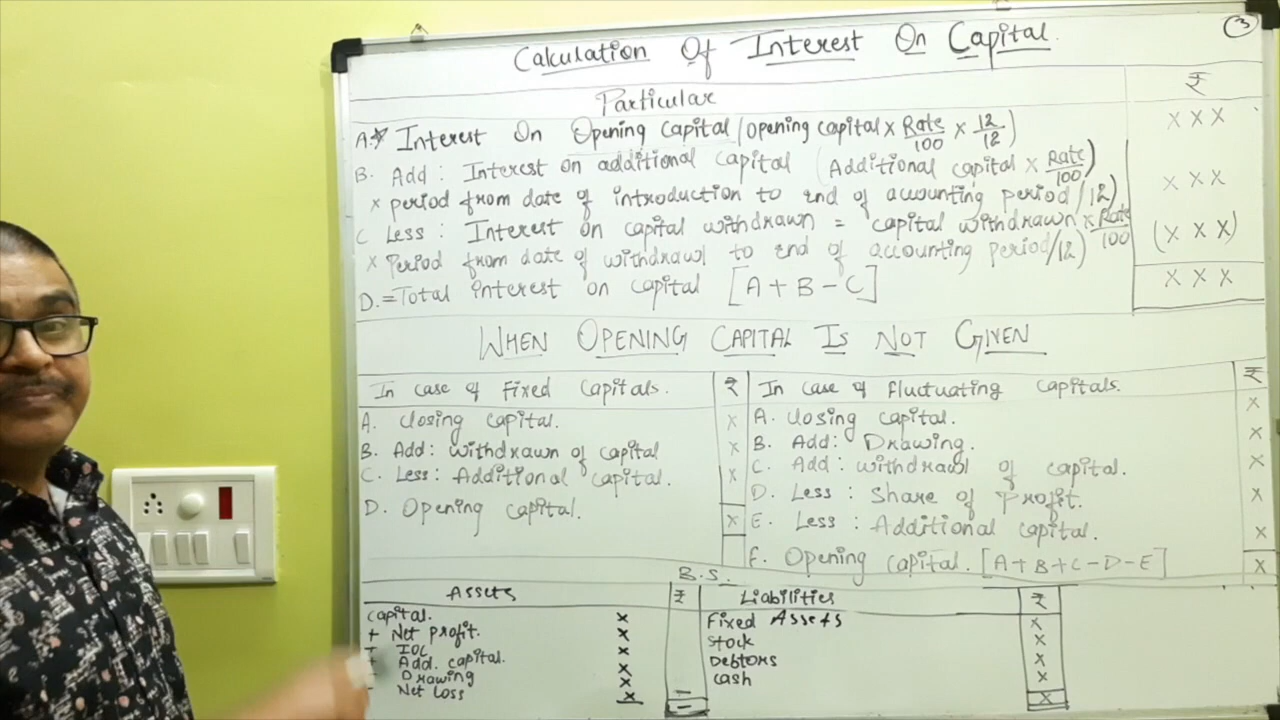 Calculation Of Interest On Capital.
3
Particular ₹
A. Interest On Opening Capital (Opening capital × Rate/100 × 12/12) × × ×
B. Add : Interest on additional capital (Additional capital × Rate/100)
× period from date of introduction to end of accounting period/12) × × ×
C Less : Interest on capital withdrawn = capital withdrawn × Rate/100 (× × ×)
× Period from date of withdrawl to end of accounting period/12)
D. = Total interest on capital [A + B - C] × × ×
WHEN OPENING CAPITAL IS NOT GIVEN
In case of Fixed Capitals. ₹
A. Closing capital. ×
B. Add : withdrawn of capital ×
C. Less : Additional capital. ×
D. Opening capital. ×
In case of Fluctuating Capitals. ₹
A. Closing capital. ×
B. Add : Drawing. ×
C. Add : withdrawl of capital. ×
D. Less : Share of Profit. ×
E. Less : Additional capital. ×
F. Opening capital. [A + B + C - D - E] ×
B.S.
Assets ₹ Liabilities ₹
capital. × Fixed Assets ×
+ Net profit. × Stock ×
+ IOC × Debtors ×
+ Add. capital. × cash ×
- Drawing ×
- Net Loss × ×